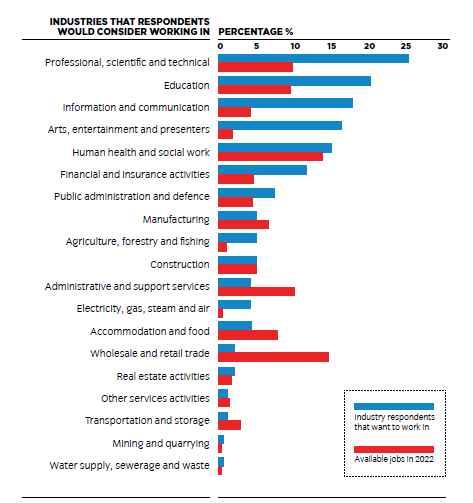 INDUSTRIES THAT RESPONDENTS
WOULD CONSIDER WORKING IN
PERCENTAGE %
0 5 10 15 20 25 30
Professional, scientific and technical
Education
Information and communication
Arts, entertainment and presenters
Human health and social work
Financial and insurance activities
Public administration and defence
Manufacturing
Agriculture, forestry and fishing
Construction
Administrative and support services
Electricity, gas, steam and air
Accommodation and food
Wholesale and retail trade
Real estate activities
Other services activities
Transportation and storage
Mining and quarrying
Water supply, sewerage and waste
Industry respondents
that want to work in
Available jobs in 2022